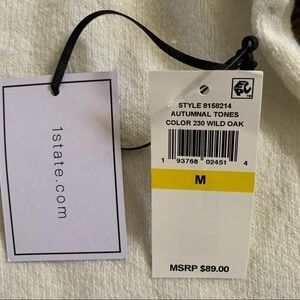 1state.com
STYLE 8158214
AUTUMNAL TONES
COLOR 230 WILD OAK
1 93768 02451 4
M
MSRP $89.00